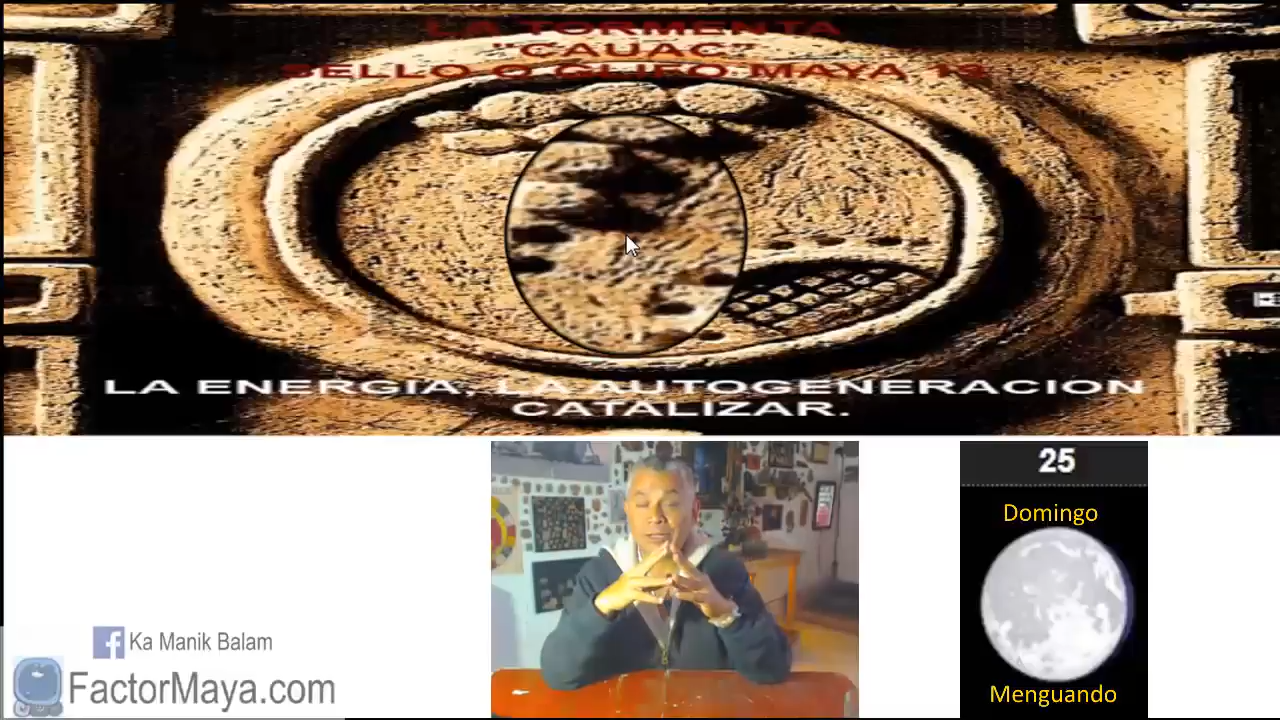 LA TORMENTA
"CAUAC"
SELLO O GLIFO MAYA 19
LA ENERGIA, LA AUTOGENERACION
CATALIZAR.
25
Domingo
Menguando
Ka Manik Balam
FactorMaya.com